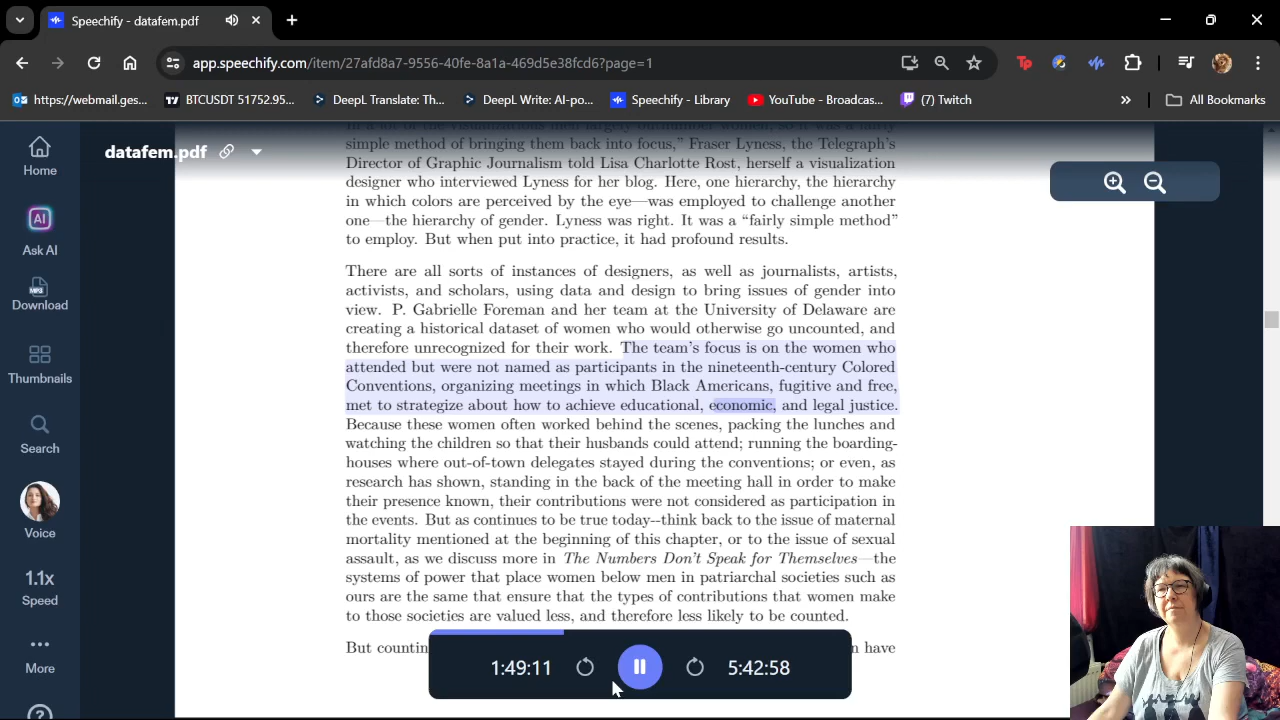 Speechify - datafem.pdf
app.speechify.com/item/27afd8a7-9556-40fe-8a1a-469d5e38fcd6?page=1
https://webmail.ges...
BTCUSDT 51752.95...
DeepL Translate: Th...
DeepL Write: AI-po...
Speechify - Library
YouTube - Broadcas...
(7) Twitch
All Bookmarks
Home
AI
Ask AI
MP3
Download
Thumbnails
Search
Voice
1.1x
Speed
More
datafem.pdf
In a lot of the visualizations men largely outnumber women, so it was a fairly
simple method of bringing them back into focus,” Fraser Lyness, the Telegraph’s
Director of Graphic Journalism told Lisa Charlotte Rost, herself a visualization
designer who interviewed Lyness for her blog. Here, one hierarchy, the hierarchy
in which colors are perceived by the eye—was employed to challenge another
one—the hierarchy of gender. Lyness was right. It was a “fairly simple method”
to employ. But when put into practice, it had profound results.
There are all sorts of instances of designers, as well as journalists, artists,
activists, and scholars, using data and design to bring issues of gender into
view. P. Gabrielle Foreman and her team at the University of Delaware are
creating a historical dataset of women who would otherwise go uncounted, and
therefore unrecognized for their work. The team’s focus is on the women who
attended but were not named as participants in the nineteenth-century Colored
Conventions, organizing meetings in which Black Americans, fugitive and free,
met to strategize about how to achieve educational, economic, and legal justice.
Because these women often worked behind the scenes, packing the lunches and
watching the children so that their husbands could attend; running the boarding-
houses where out-of-town delegates stayed during the conventions; or even, as
research has shown, standing in the back of the meeting hall in order to make
their presence known, their contributions were not considered as participation in
the events. But as continues to be true today--think back to the issue of maternal
mortality mentioned at the beginning of this chapter, or to the issue of sexual
assault, as we discuss more in The Numbers Don’t Speak for Themselves—the
systems of power that place women below men in patriarchal societies such as
ours are the same that ensure that the types of contributions that women make
to those societies are valued less, and therefore less likely to be counted.
But countin
n have
1:49:11
5:42:58